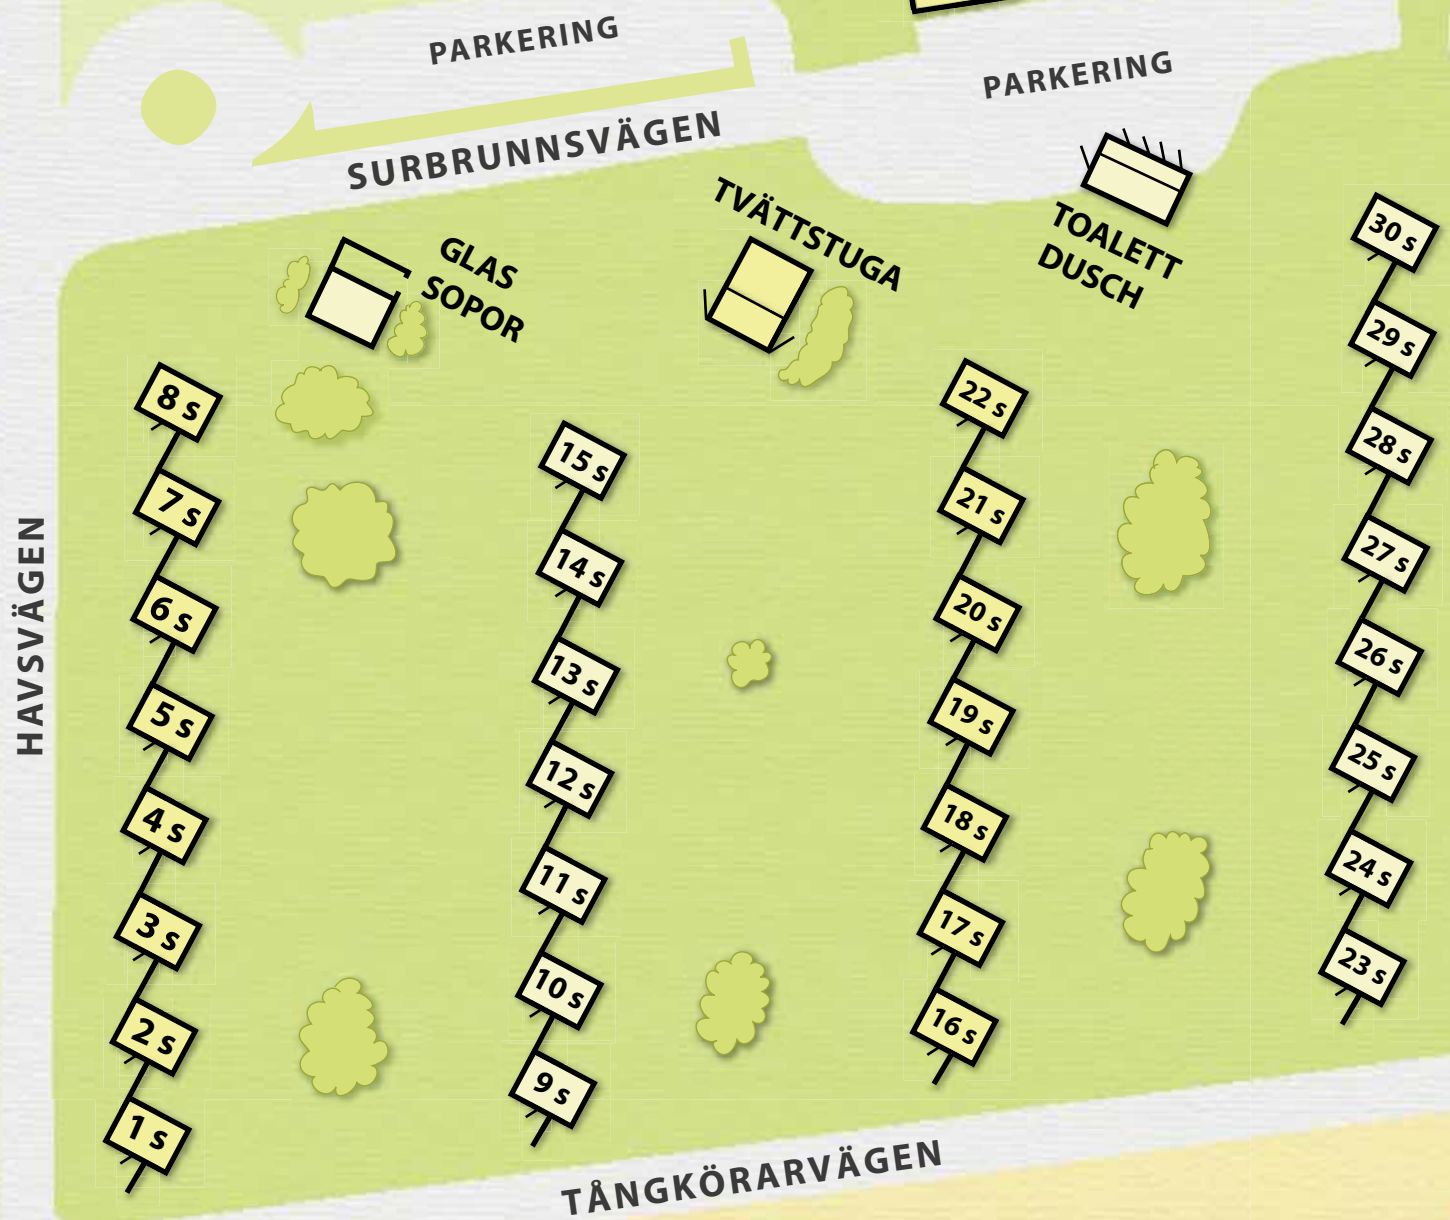 PARKERING
PARKERING
SURBRUNNSVÄGEN
TVÄTTSTUGA
TOALETT
DUSCH
GLAS
SOPOR
HAVSVÄGEN
8 s
7 s
6 s
5 s
4 s
3 s
2 s
1 s
15 s
14 s
13 s
12 s
11 s
10 s
9 s
22 s
21 s
20 s
19 s
18 s
17 s
16 s
30 s
29 s
28 s
27 s
26 s
25 s
24 s
23 s
TÅNGKÖRARVÄGEN